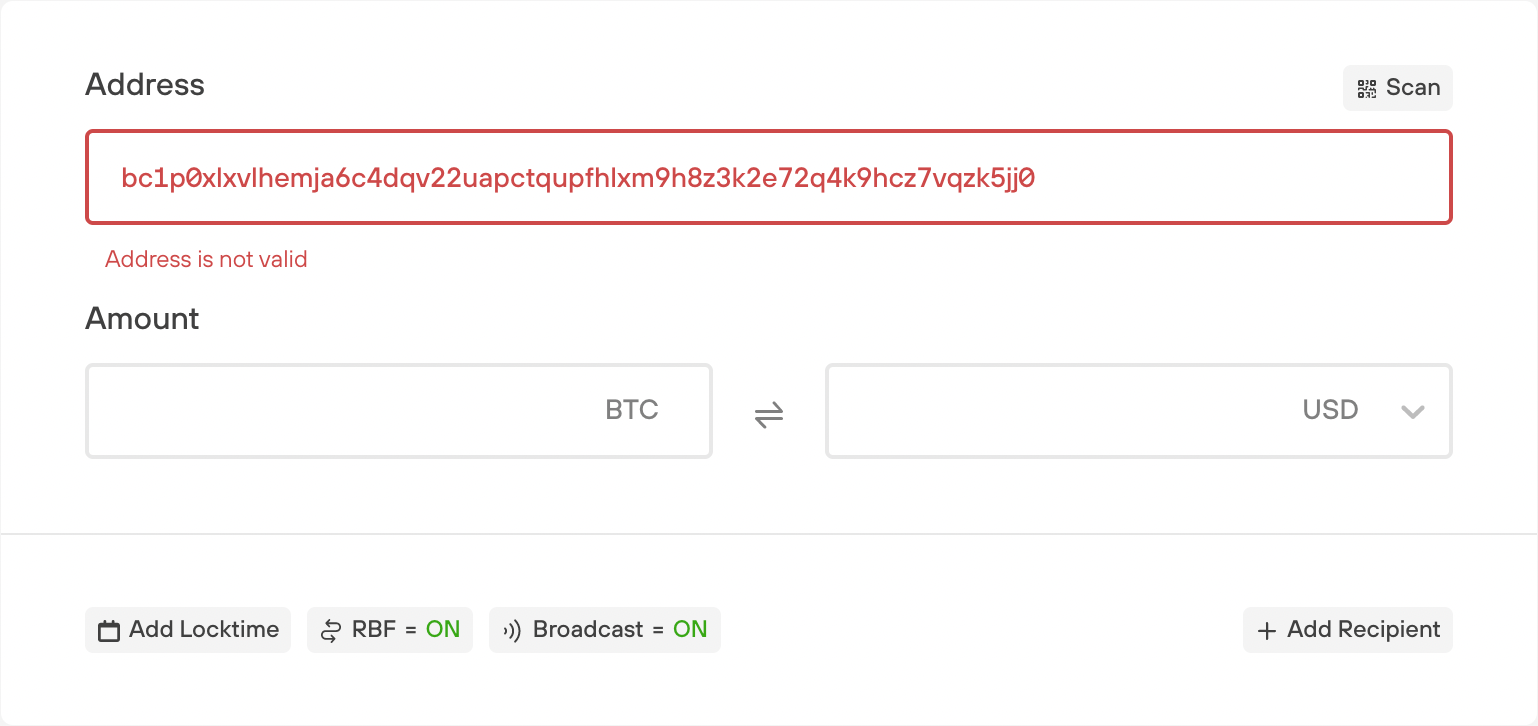 Address
Scan
bc1p0xlxvlhemja6c4dqv22uapctqupfhlxm9h8z3k2e72q4k9hcz7vqzk5jj0
Address is not valid
Amount
BTC
USD
Add Locktime
RBF = ON
Broadcast = ON
+ Add Recipient